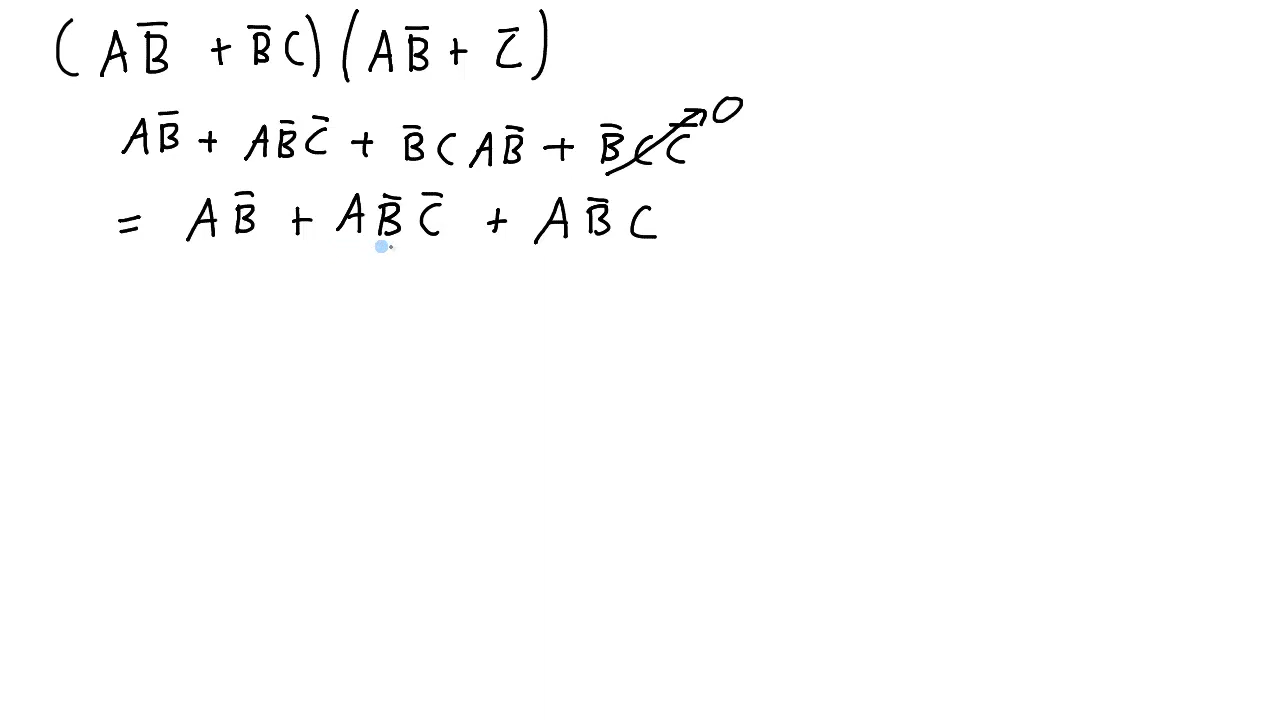 (AB̅ + B̅C)(AB̅ + C̅)
AB̅ + AB̅C̅ + B̅CAB̅ + B̅CC̅ → 0
= AB̅ + AB̅C̅ + AB̅C